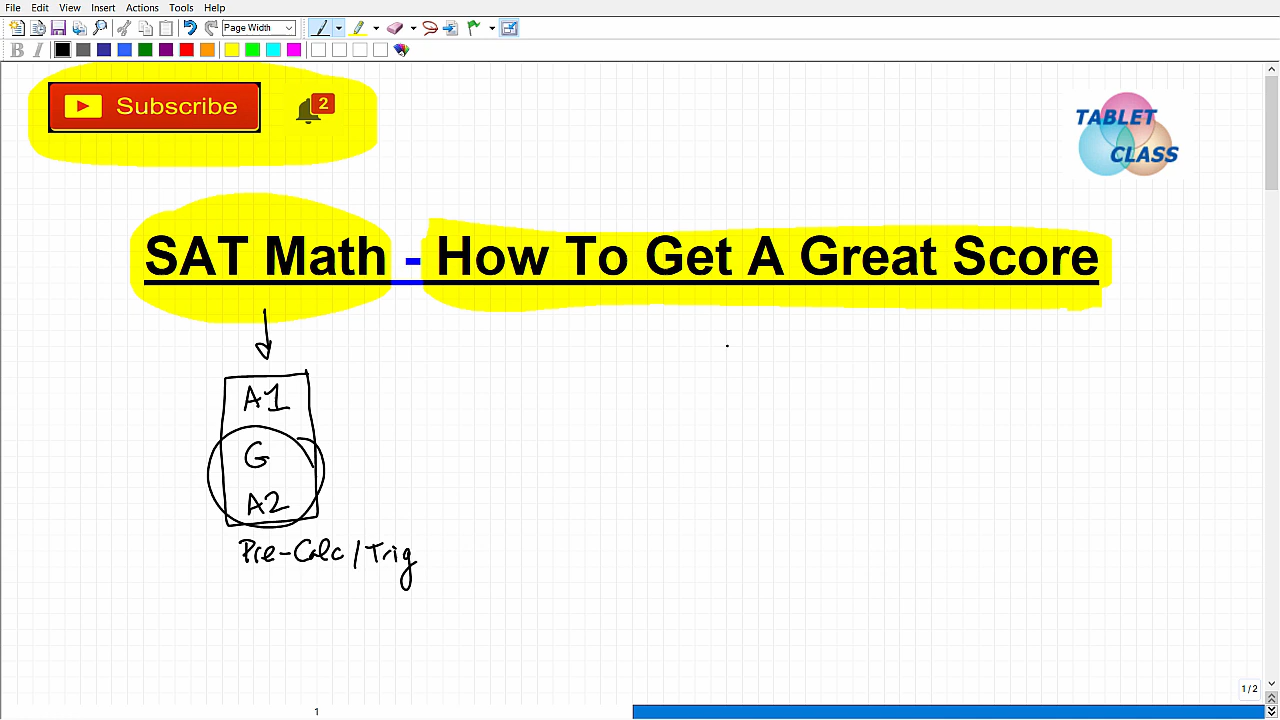 File Edit View Insert Actions Tools Help
Page Width
B I
Subscribe 2
TABLET
CLASS
SAT Math - How To Get A Great Score
A1
G
A2
Pre-Calc/Trig
1/2
1